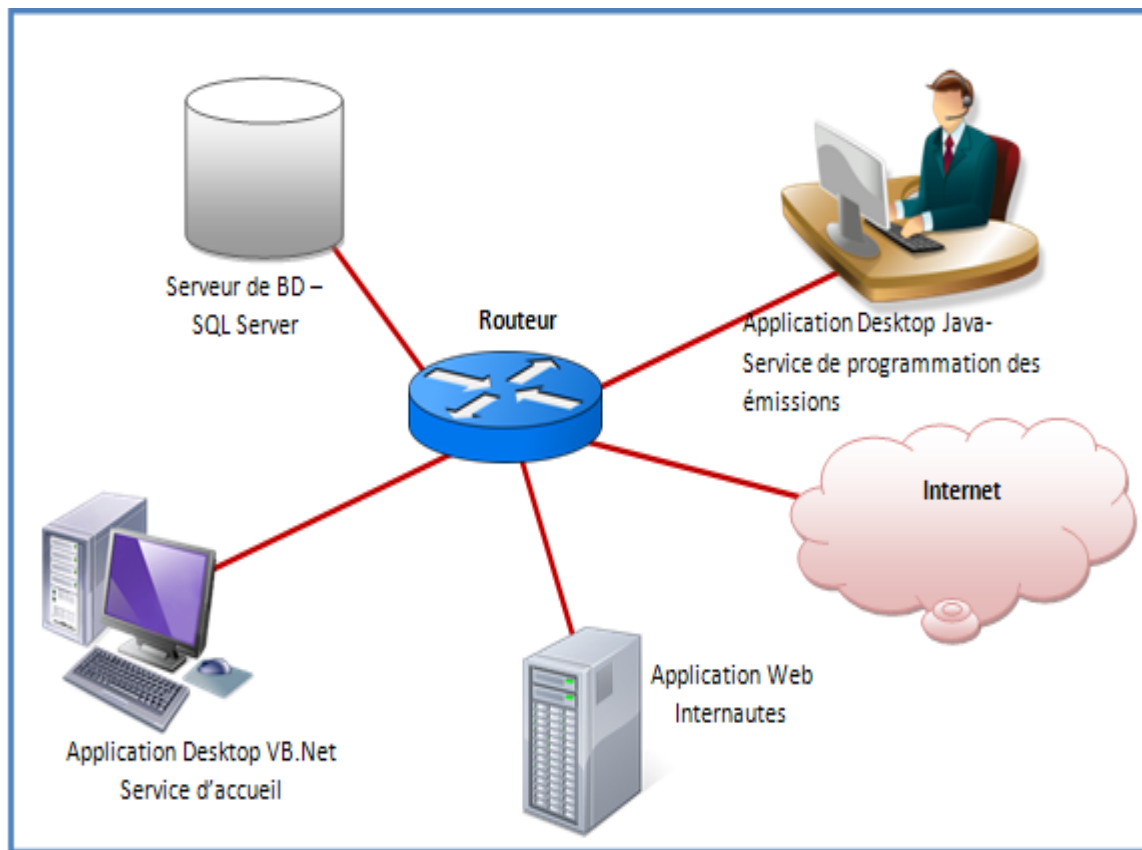 Serveur de BD –
SQL Server
Routeur
Application Desktop Java-
Service de programmation des
émissions
Internet
Application Desktop VB.Net
Service d'accueil
Application Web
Internautes